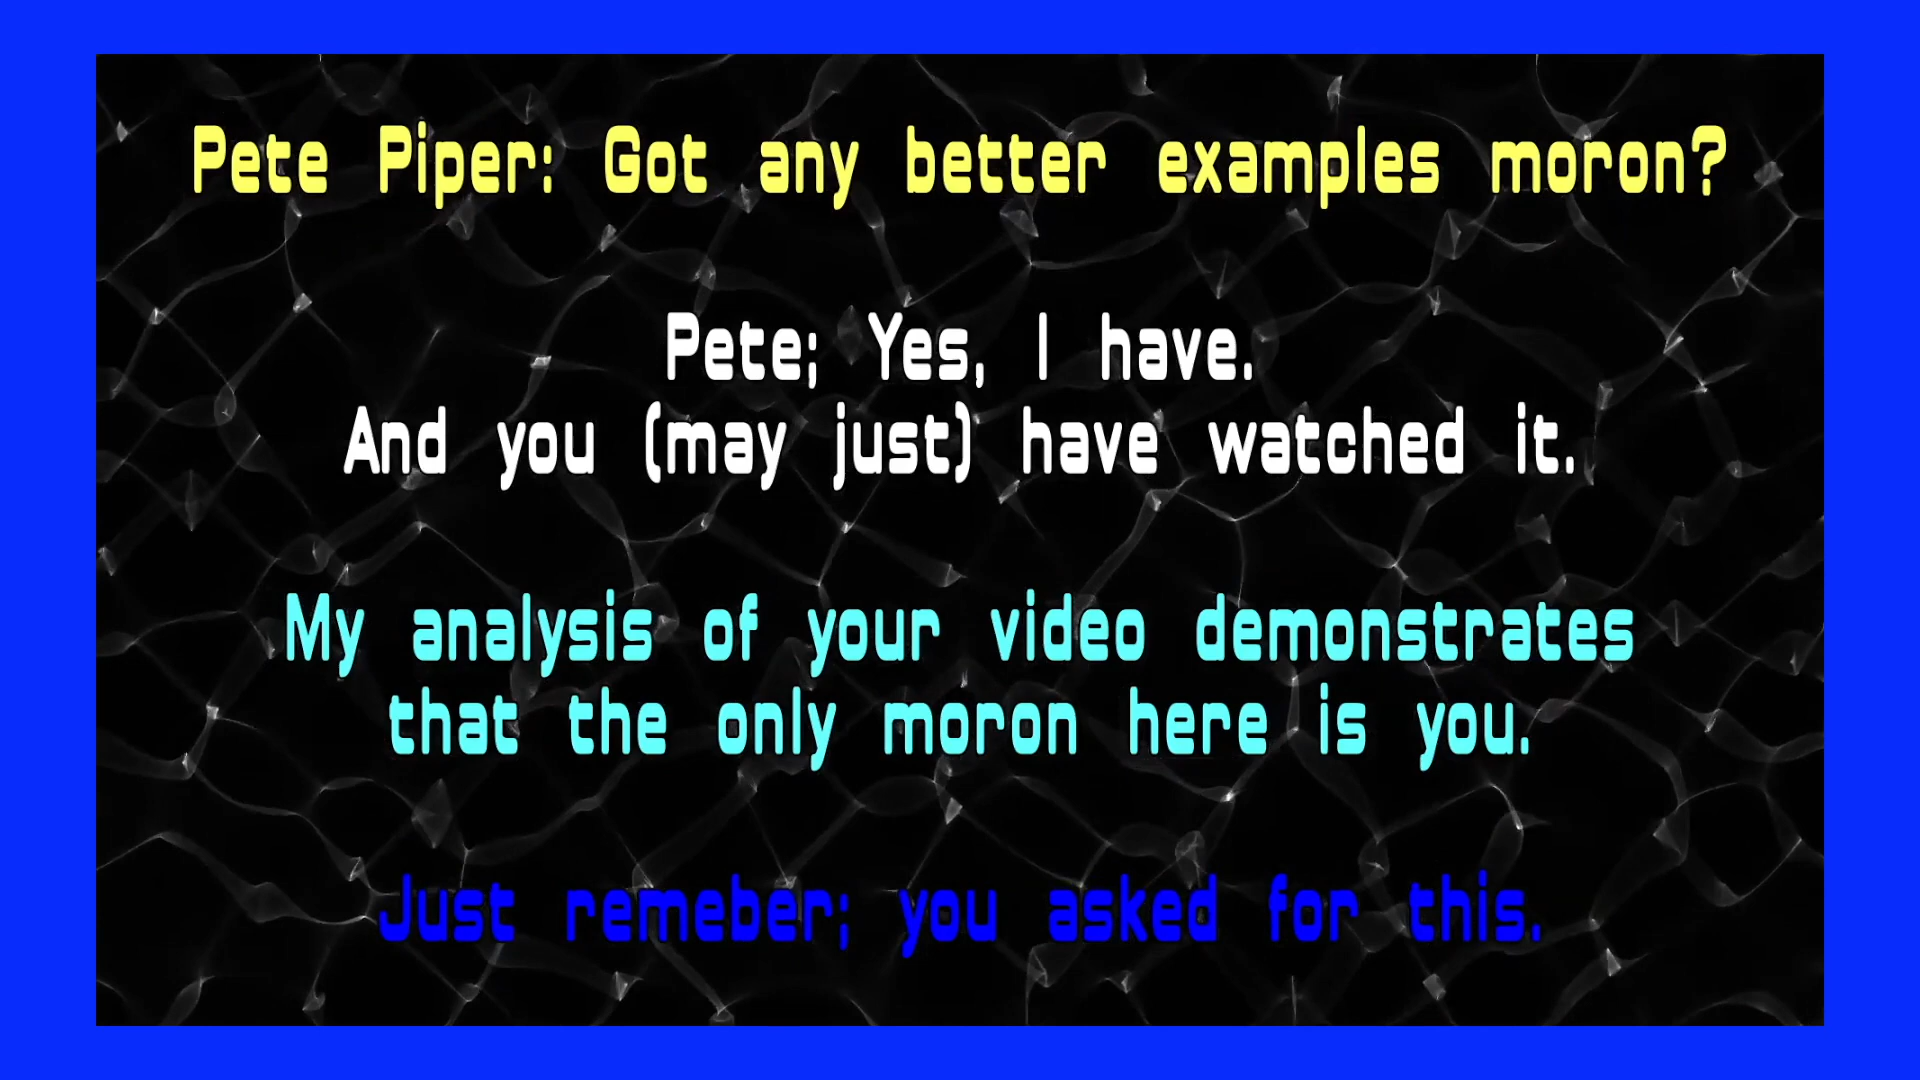 Pete Piper: Got any better examples moron?
Pete; Yes, I have.
And you (may just) have watched it.
My analysis of your video demonstrates
that the only moron here is you.
Just remeber; you asked for this.